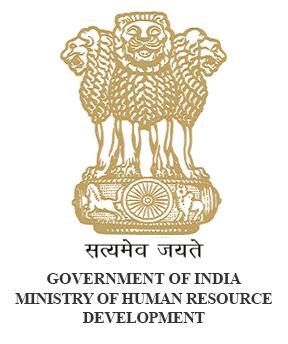 सत्यमेव जयते
GOVERNMENT OF INDIA
MINISTRY OF HUMAN RESOURCE
DEVELOPMENT